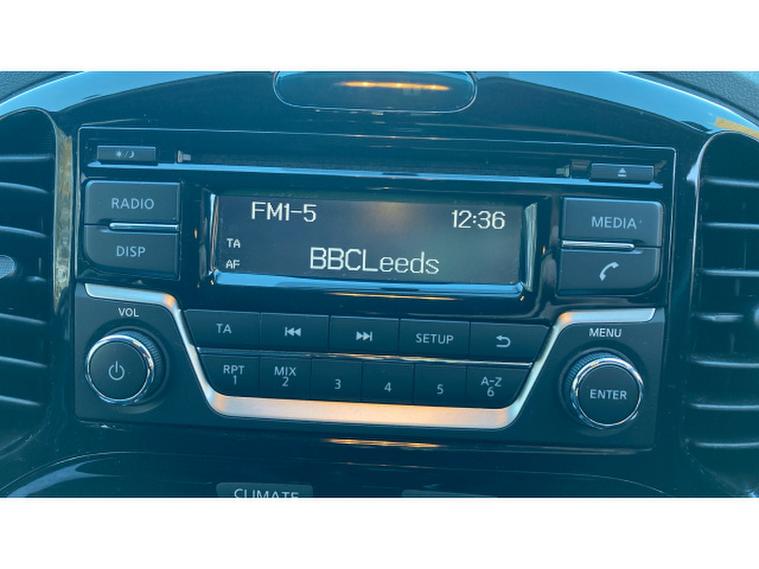 RADIO
DISP
FM1-5 12:36
TA
AF
BBCLeeds
MEDIA
VOL
MENU
TA SETUP
RPT 1 MIX 2 3 4 5 A-Z 6
ENTER
CLIMATE